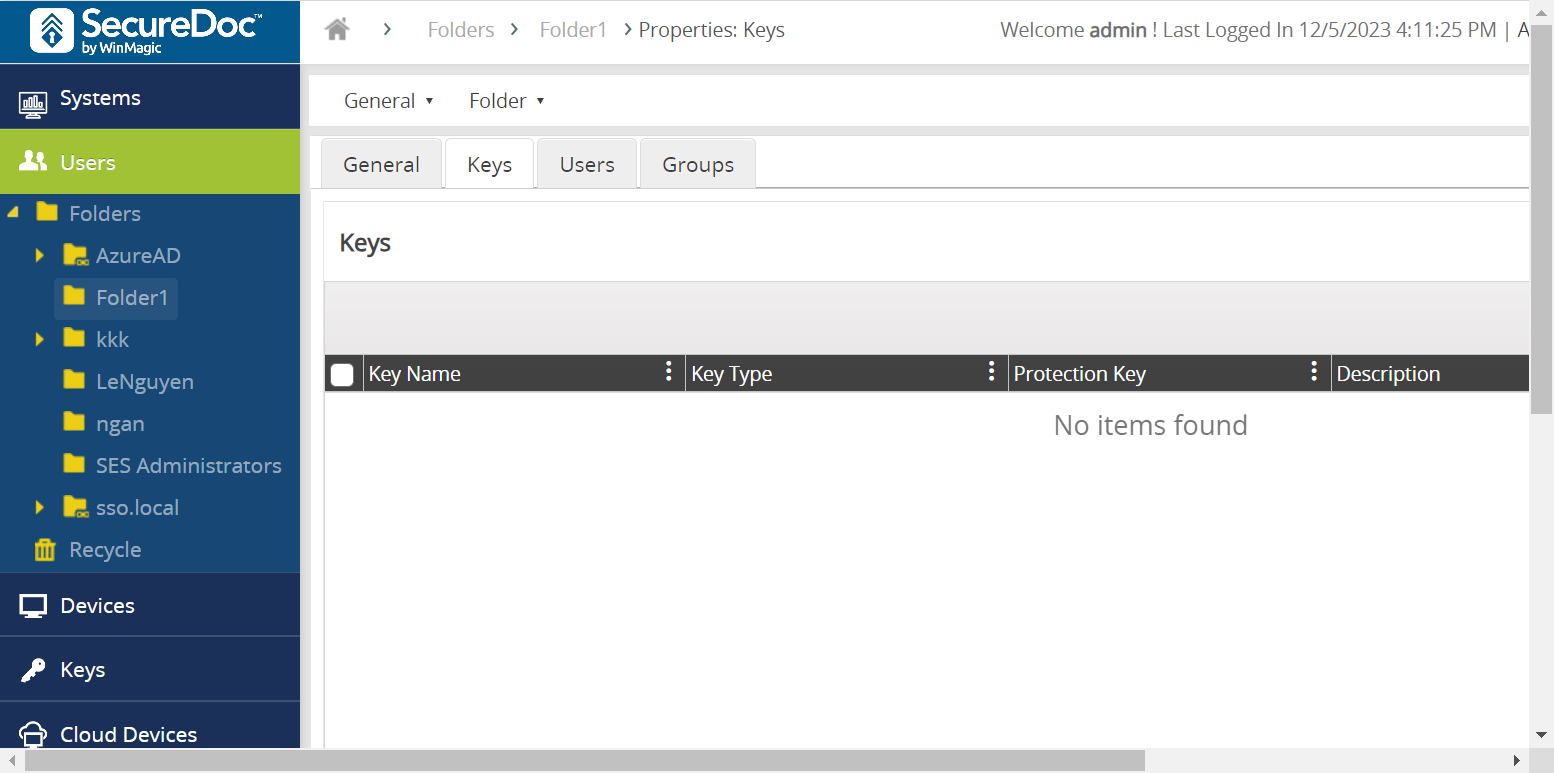 SecureDoc™
by WinMagic
Folders
Folder1
Properties: Keys
Welcome admin ! Last Logged In 12/5/2023 4:11:25 PM | A
Systems
Users
Folders
AzureAD
Folder1
kkk
LeNguyen
ngan
SES Administrators
sso.local
Recycle
Devices
Keys
Cloud Devices
General
Folder
General
Keys
Users
Groups
Keys
Key Name
Key Type
Protection Key
Description
No items found